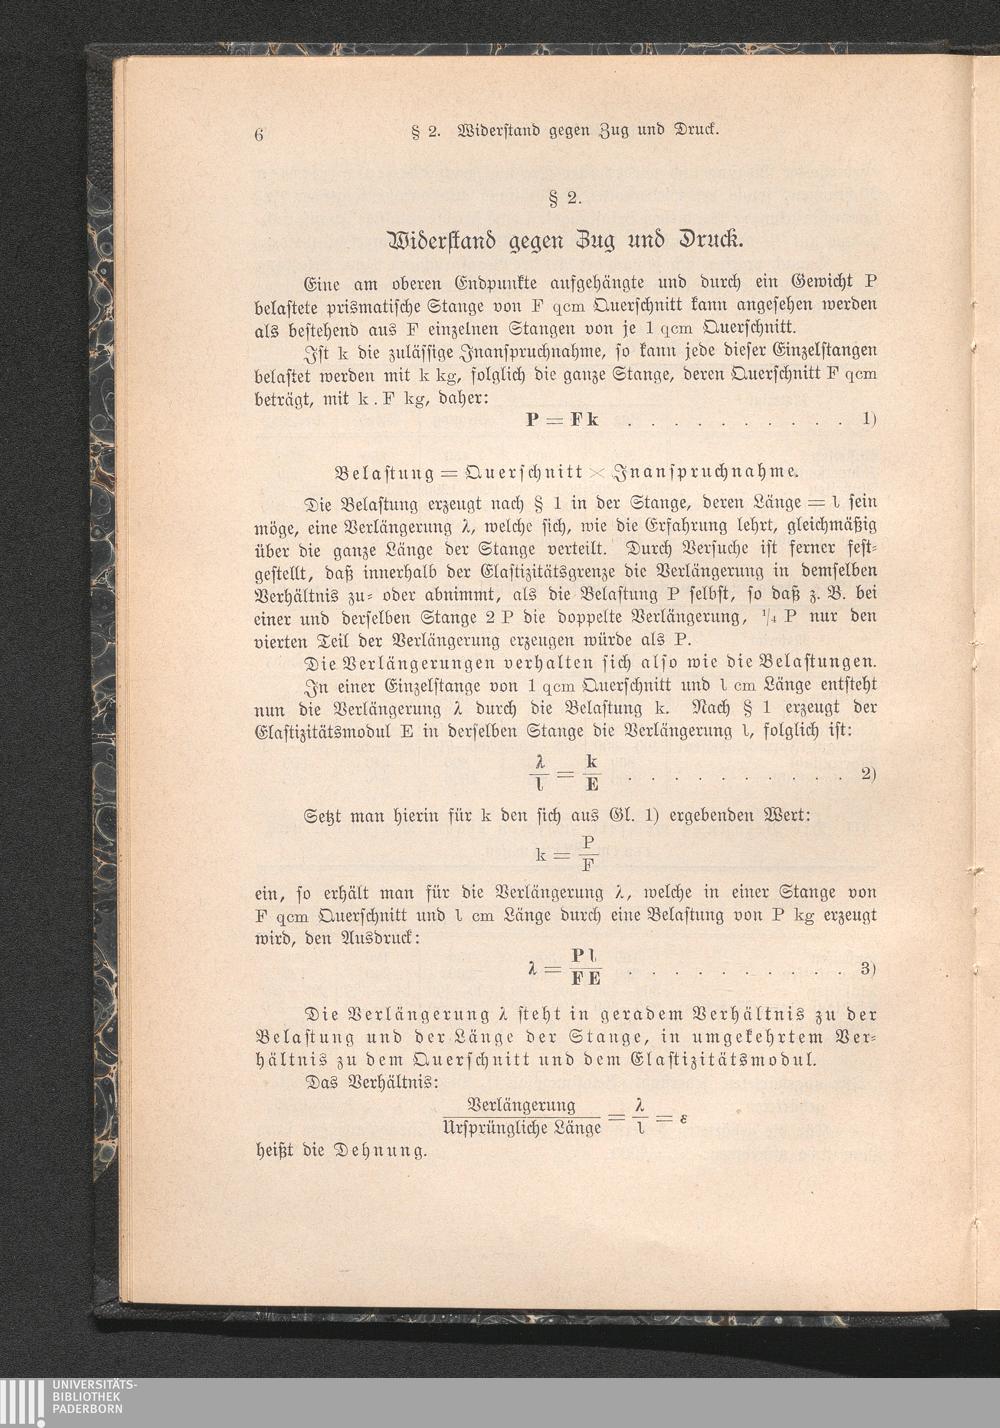 6 § 2. Widerstand gegen Zug und Druck.
§ 2.
Widerstand gegen Zug und Druck.
Eine am oberen Endpunkte aufgehängte und durch ein Gewicht P
belastete prismatische Stange von F qcm Querschnitt kann angesehen werden
als bestehend aus F einzelnen Stangen von je 1 qcm Querschnitt.
Ist k die zulässige Inanspruchnahme, so kann jede dieser Einzelstangen
belastet werden mit k kg, folglich die ganze Stange, deren Querschnitt F qcm
beträgt, mit k . F kg, daher:
P = F k . . . . . . . . . . 1)
Belastung = Querschnitt × Inanspruchnahme.
Die Belastung erzeugt nach § 1 in der Stange, deren Länge = l sein
möge, eine Verlängerung λ, welche sich, wie die Erfahrung lehrt, gleichmäßig
über die ganze Länge der Stange verteilt. Durch Versuche ist ferner fest-
gestellt, daß innerhalb der Elastizitätsgrenze die Verlängerung in demselben
Verhältnis zu- oder abnimmt, als die Belastung P selbst, so daß z. B. bei
einer und derselben Stange 2 P die doppelte Verlängerung, 1/4 P nur den
vierten Teil der Verlängerung erzeugen würde als P.
Die Verlängerungen verhalten sich also wie die Belastungen.
In einer Einzelstange von 1 qcm Querschnitt und l cm Länge entsteht
nun die Verlängerung λ durch die Belastung k. Nach § 1 erzeugt der
Elastizitätsmodul E in derselben Stange die Verlängerung l, folglich ist:
λ/l = k/E . . . . . . . . . . 2)
Setzt man hierin für k den sich aus Gl. 1) ergebenden Wert:
k = P/F
ein, so erhält man für die Verlängerung λ, welche in einer Stange von
F qcm Querschnitt und l cm Länge durch eine Belastung von P kg erzeugt
wird, den Ausdruck:
λ = P l/F E . . . . . . . . . . 3)
Die Verlängerung λ steht in geradem Verhältnis zu der
Belastung und der Länge der Stange, in umgekehrtem Ver-
hältnis zu dem Querschnitt und dem Elastizitätsmodul.
Das Verhältnis:
Verlängerung/Ursprüngliche Länge = λ/l = ε
heißt die Dehnung.
UNIVERSITÄTS-
BIBLIOTHEK
PADERBORN